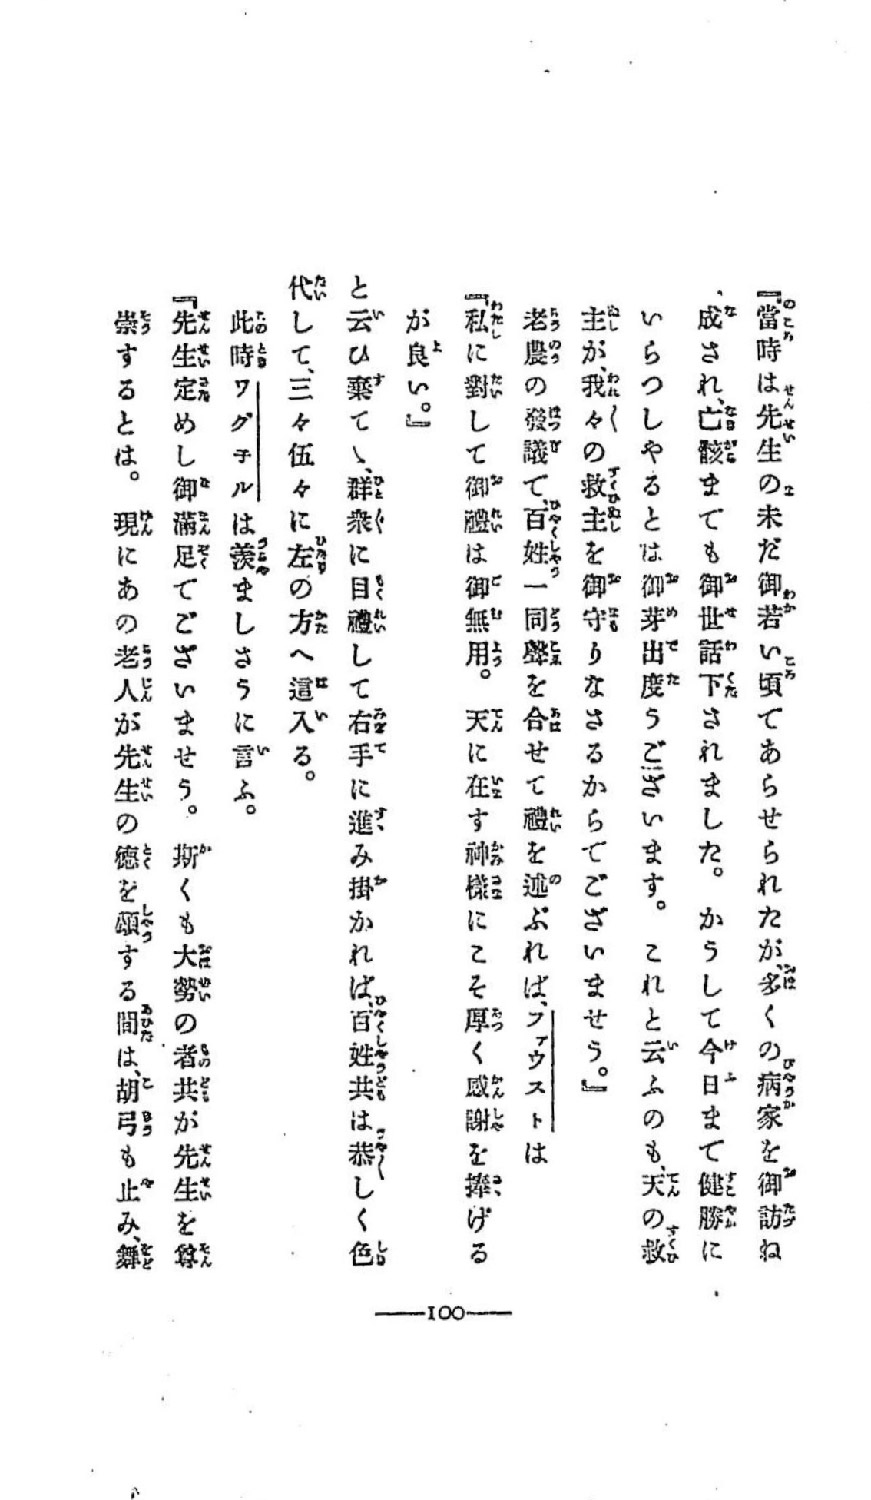 『當時は先生の未だ御若い頃てあらせられたが、多くの病家を御訪ね
成され、亡骸まても御世話下されました。かうして今日まて健勝に
いらつしやるとは御芽出度うございます。これと云ふのも、天の救
主が、我々の救主を御守りなさるからてございませう。』
老農の發議て、百姓一同聲を合せて禮を述ぶれば、ファウストは
『私に對して御禮は御無用。天に在す神樣にこそ厚く感謝を捧げる
が良い。』
と云ひ棄てゝ、群衆に目禮して右手に進み掛かれば、百姓共は恭しく色
代して、三々伍々に左の方へ這入る。
此時ワグネルは羨ましさうに言ふ。
『先生定めし御滿足てございませう。斯くも大勢の者共が先生を尊
崇するとは。現にあの老人が先生の德を頌する間は、胡弓も止み、舞
100